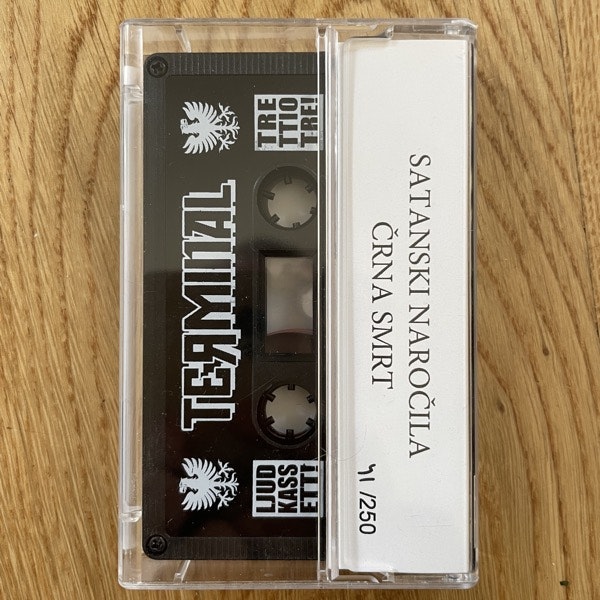 TRE
TTIO
TRE!
TERMINAL
LJUD
KASS
ETT!
SATANSKI NAROČILA
ČRNA SMRT
41 /250